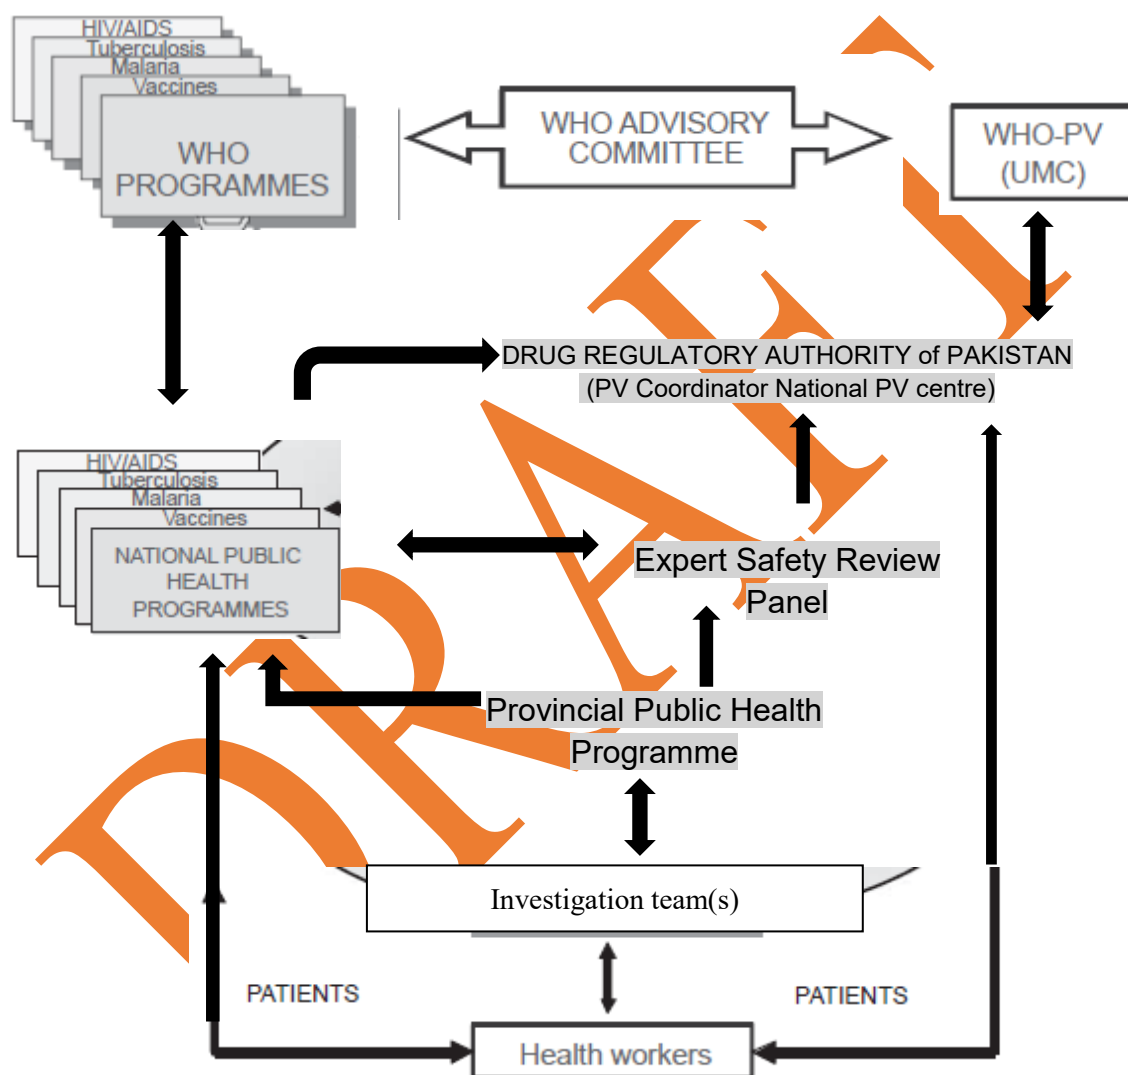 HIV/AIDS
Tuberculosis
Malaria
Vaccines
WHO
PROGRAMMES
WHO ADVISORY
COMMITTEE
WHO-PV
(UMC)
DRUG REGULATORY AUTHORITY of PAKISTAN
(PV Coordinator National PV centre)
HIV/AIDS
Tuberculosis
Malaria
Vaccines
NATIONAL PUBLIC
HEALTH
PROGRAMMES
Expert Safety Review
Panel
Provincial Public Health
Programme
Investigation team(s)
PATIENTS
PATIENTS
Health workers
DRAFT